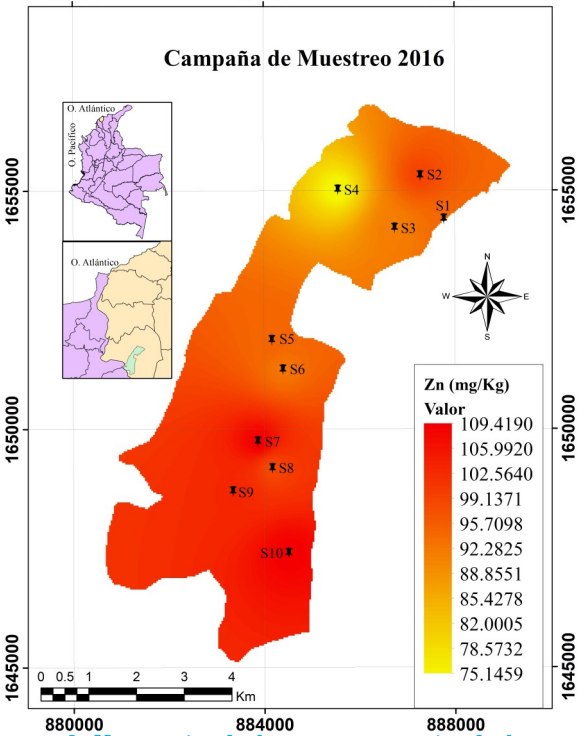 Campaña de Muestreo 2016
O. Atlántico
O. Pacífico
O. Atlántico
S4
S2
S1
S3
N
W E
S
S5
S6
S7
S8
S9
S10
Zn (mg/Kg)
Valor
109.4190
105.9920
102.5640
99.1371
95.7098
92.2825
88.8551
85.4278
82.0005
78.5732
75.1459
0 0.5 1 2 3 4
Km
1655000
1650000
1645000
1655000
1650000
1645000
880000 884000 888000